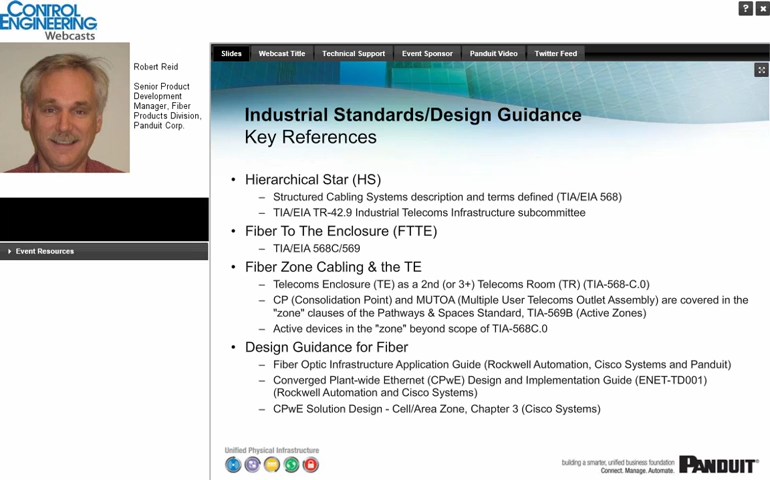 CONTROL
ENGINEERING
Webcasts
?
Robert Reid
Senior Product
Development
Manager, Fiber
Products Division,
Panduit Corp.
Event Resources
Slides
Webcast Title
Technical Support
Event Sponsor
Panduit Video
Twitter Feed
Industrial Standards/Design Guidance
Key References
• Hierarchical Star (HS)
– Structured Cabling Systems description and terms defined (TIA/EIA 568)
– TIA/EIA TR-42.9 Industrial Telecoms Infrastructure subcommittee
• Fiber To The Enclosure (FTTE)
– TIA/EIA 568C/569
• Fiber Zone Cabling & the TE
– Telecoms Enclosure (TE) as a 2nd (or 3+) Telecoms Room (TR) (TIA-568-C.0)
– CP (Consolidation Point) and MUTOA (Multiple User Telecoms Outlet Assembly) are covered in the
"zone" clauses of the Pathways & Spaces Standard, TIA-569B (Active Zones)
– Active devices in the "zone" beyond scope of TIA-568C.0
• Design Guidance for Fiber
– Fiber Optic Infrastructure Application Guide (Rockwell Automation, Cisco Systems and Panduit)
– Converged Plant-wide Ethernet (CPwE) Design and Implementation Guide (ENET-TD001)
(Rockwell Automation and Cisco Systems)
– CPwE Solution Design - Cell/Area Zone, Chapter 3 (Cisco Systems)
Unified Physical Infrastructure
building a smarter, unified business foundation
Connect. Manage. Automate.
PANDUIT®